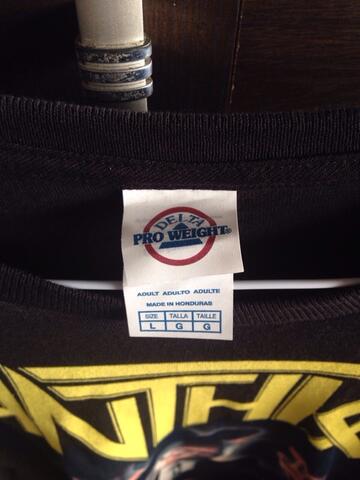 DELTA
PRO WEIGHT®
ADULT ADULTO ADULTE
MADE IN HONDURAS
SIZE TALLA TAILLE
L G G